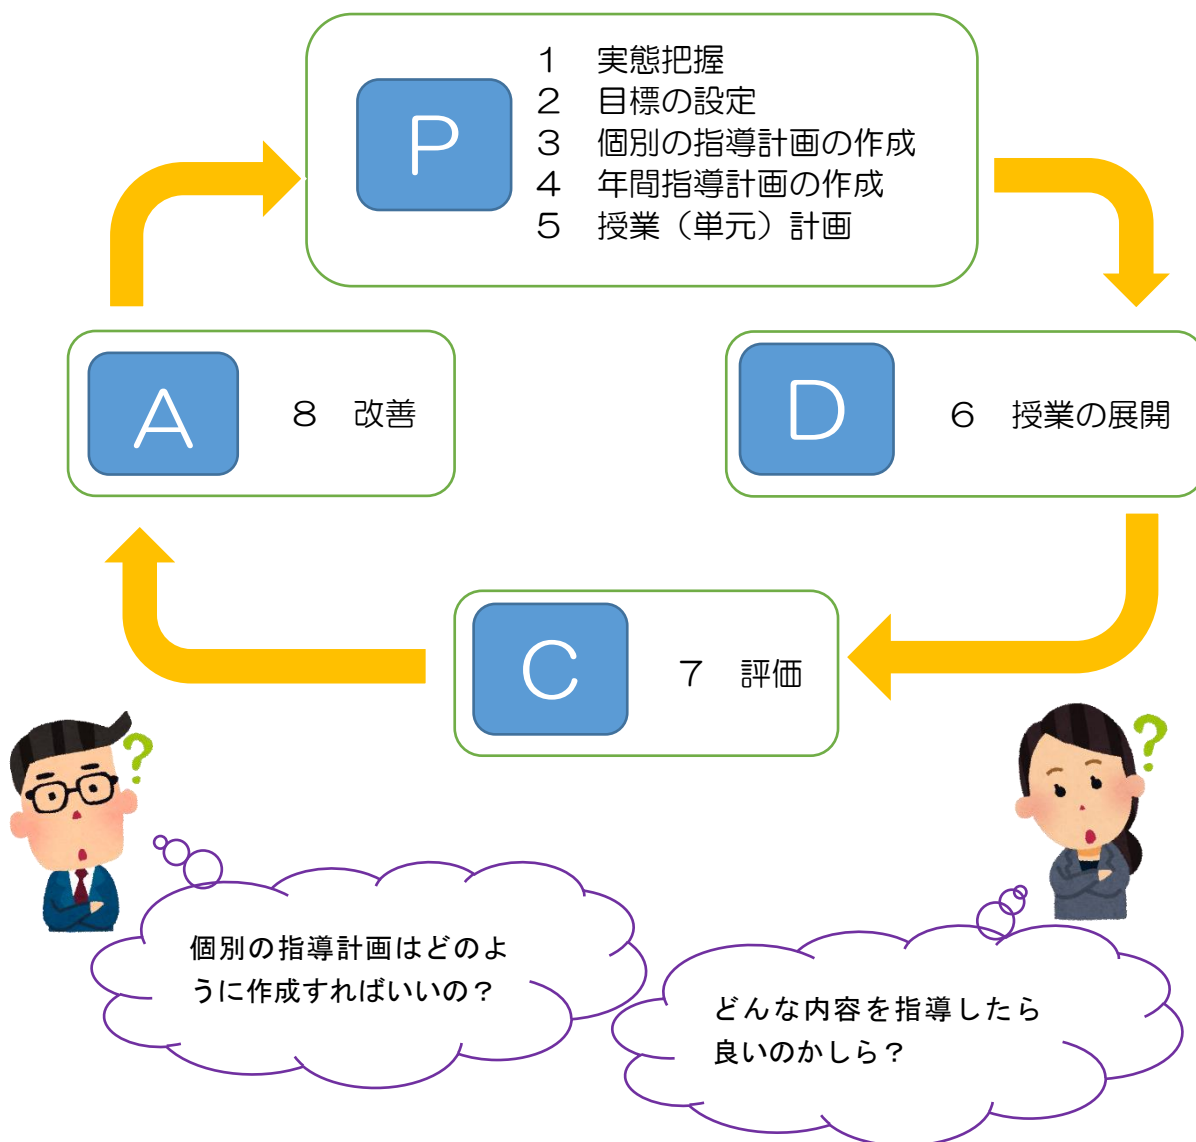 P
１　実態把握
２　目標の設定
３　個別の指導計画の作成
４　年間指導計画の作成
５　授業（単元）計画
A
８　改善
D
６　授業の展開
C
７　評価
?
?
個別の指導計画はどのよ
うに作成すればいいの？
どんな内容を指導したら
良いのかしら？